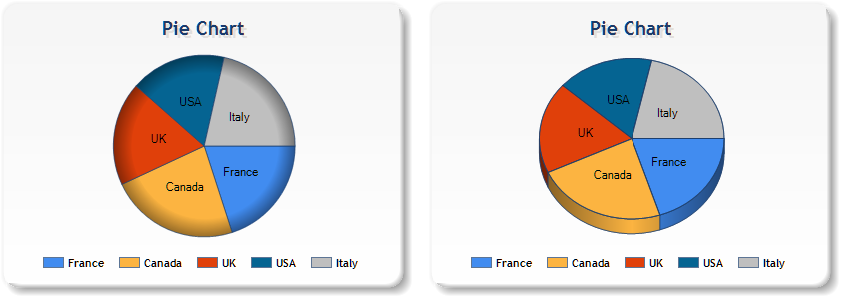 Pie Chart
USA
Italy
UK
France
Canada
France Canada UK USA Italy
Pie Chart
USA
Italy
UK
France
Canada
France Canada UK USA Italy